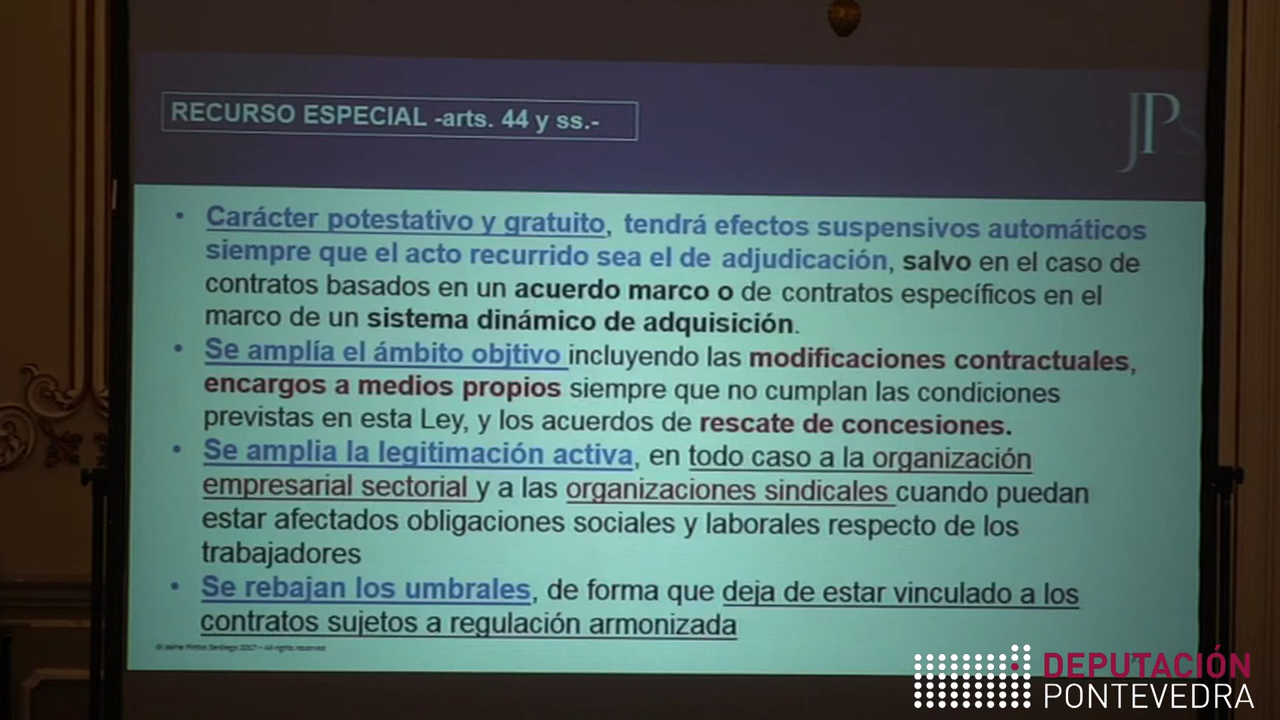 RECURSO ESPECIAL -arts. 44 y ss.-
JPS
• Carácter potestativo y gratuito, tendrá efectos suspensivos automáticos
siempre que el acto recurrido sea el de adjudicación, salvo en el caso de
contratos basados en un acuerdo marco o de contratos específicos en el
marco de un sistema dinámico de adquisición.
• Se amplía el ámbito objtivo incluyendo las modificaciones contractuales,
encargos a medios propios siempre que no cumplan las condiciones
previstas en esta Ley, y los acuerdos de rescate de concesiones.
• Se amplia la legitimación activa, en todo caso a la organización
empresarial sectorial y a las organizaciones sindicales cuando puedan
estar afectados obligaciones sociales y laborales respecto de los
trabajadores
• Se rebajan los umbrales, de forma que deja de estar vinculado a los
contratos sujetos a regulación armonizada
© Jaime Pintos Santiago 2017 – All rights reserved
DEPUTACIÓN
PONTEVEDRA